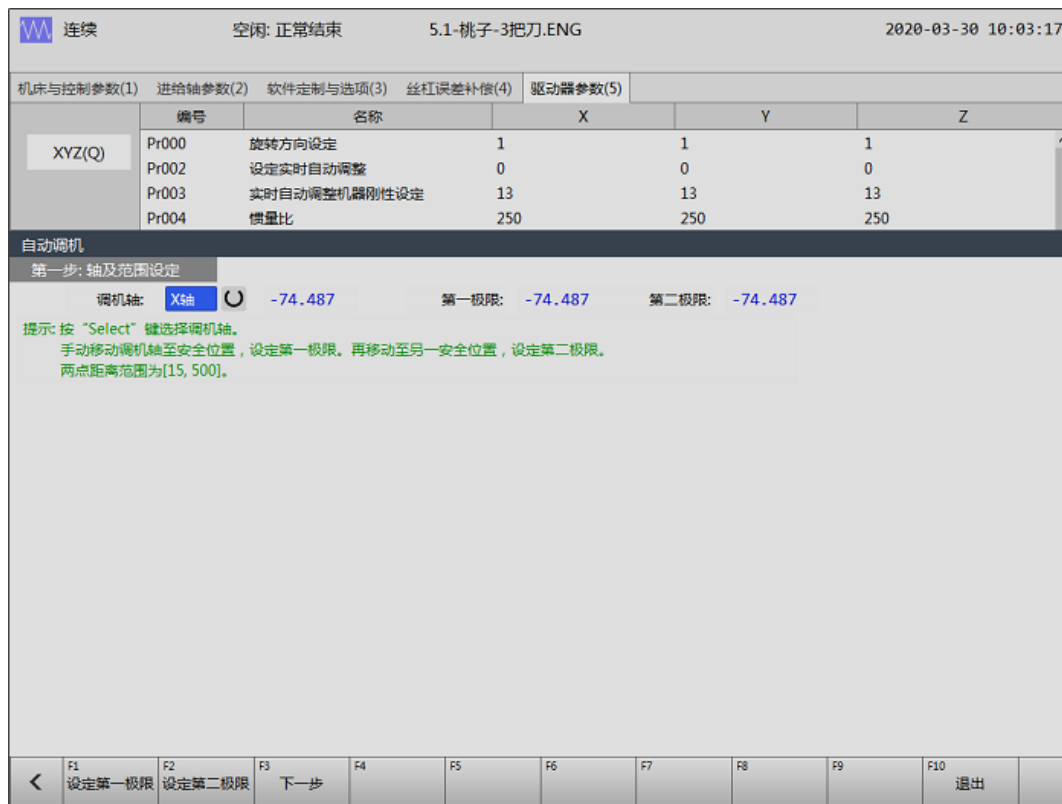 连续 空闲: 正常结束 5.1-桃子-3把刀.ENG 2020-03-30 10:03:17
机床与控制参数(1) 进给轴参数(2) 软件定制与选项(3) 丝杠误差补偿(4) 驱动器参数(5)
编号 名称 X Y Z
XYZ(Q)
Pr000 旋转方向设定 1 1 1
Pr002 设定实时自动调整 0 0 0
Pr003 实时自动调整机器刚性设定 13 13 13
Pr004 惯量比 250 250 250
自动调机
第一步: 轴及范围设定
调机轴: X轴 -74.487 第一极限: -74.487 第二极限: -74.487
提示: 按“Select”键选择调机轴。
手动移动调机轴至安全位置，设定第一极限。再移动至另一安全位置，设定第二极限。
两点距离范围为[15, 500]。
F1 设定第一极限 F2 设定第二极限 F3 下一步 F4 F5 F6 F7 F8 F9 F10 退出